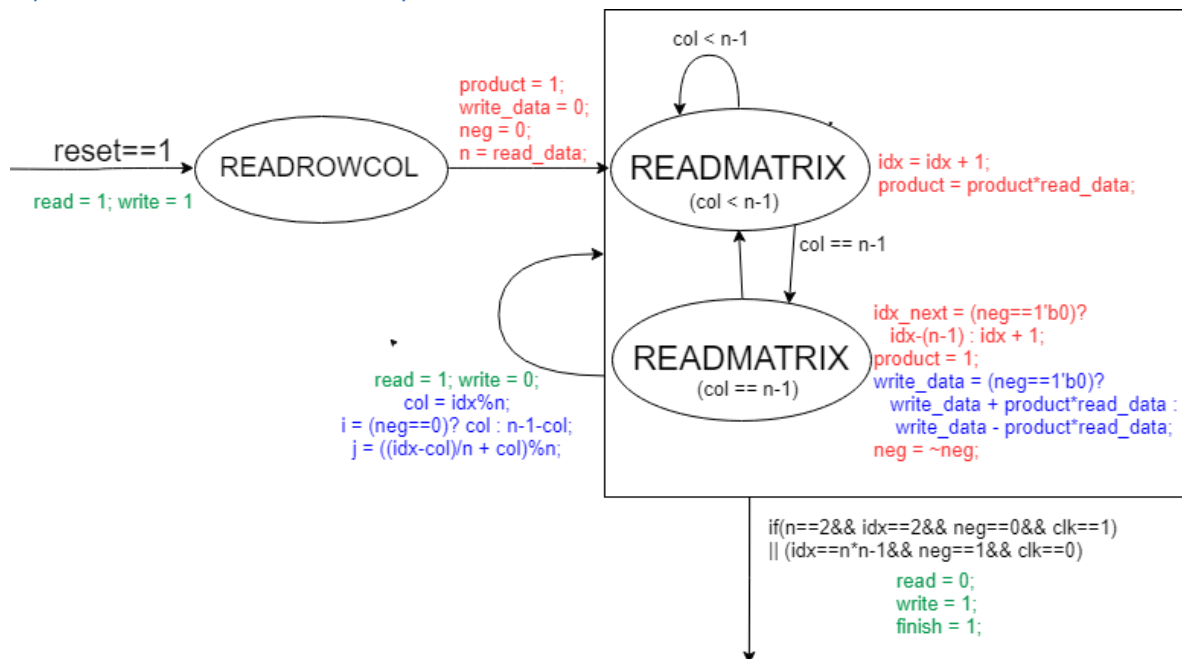 col < n-1
product = 1;
write_data = 0;
neg = 0;
n = read_data;
reset==1
READROWCOL
read = 1; write = 1
READMATRIX
(col < n-1)
idx = idx + 1;
product = product*read_data;
col == n-1
READMATRIX
(col == n-1)
idx_next = (neg==1'b0)?
idx-(n-1) : idx + 1;
product = 1;
write_data = (neg==1'b0)?
write_data + product*read_data :
write_data - product*read_data;
neg = ~neg;
read = 1; write = 0;
col = idx%n;
i = (neg==0)? col : n-1-col;
j = ((idx-col)/n + col)%n;
if(n==2&& idx==2&& neg==0&& clk==1)
|| (idx==n*n-1&& neg==1&& clk==0)
read = 0;
write = 1;
finish = 1;